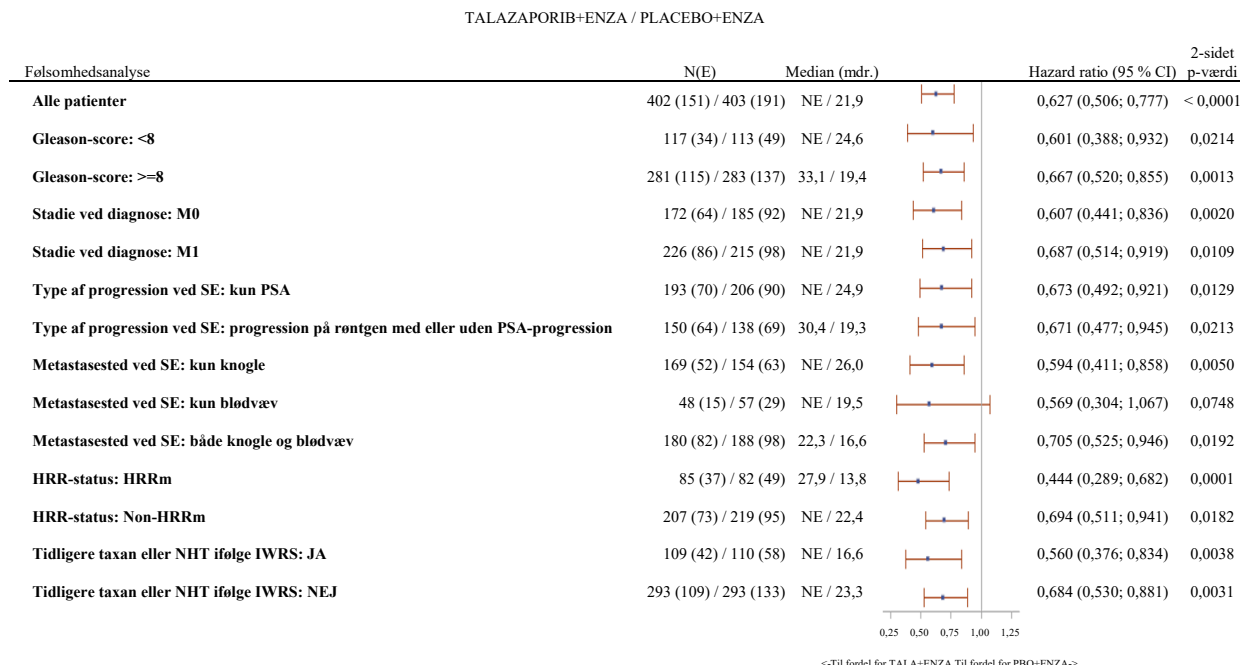 TALAZAPORIB+ENZA / PLACEBO+ENZA
Følsomhedsanalyse N(E) Median (mdr.) Hazard ratio (95 % CI) 2-sidet p-værdi
Alle patienter 402 (151) / 403 (191) NE / 21,9 0,627 (0,506; 0,777) < 0,0001
Gleason-score: <8 117 (34) / 113 (49) NE / 24,6 0,601 (0,388; 0,932) 0,0214
Gleason-score: >=8 281 (115) / 283 (137) 33,1 / 19,4 0,667 (0,520; 0,855) 0,0013
Stadie ved diagnose: M0 172 (64) / 185 (92) NE / 21,9 0,607 (0,441; 0,836) 0,0020
Stadie ved diagnose: M1 226 (86) / 215 (98) NE / 21,9 0,687 (0,514; 0,919) 0,0109
Type af progression ved SE: kun PSA 193 (70) / 206 (90) NE / 24,9 0,673 (0,492; 0,921) 0,0129
Type af progression ved SE: progression på røntgen med eller uden PSA-progression 150 (64) / 138 (69) 30,4 / 19,3 0,671 (0,477; 0,945) 0,0213
Metastasested ved SE: kun knogle 169 (52) / 154 (63) NE / 26,0 0,594 (0,411; 0,858) 0,0050
Metastasested ved SE: kun blødvæv 48 (15) / 57 (29) NE / 19,5 0,569 (0,304; 1,067) 0,0748
Metastasested ved SE: både knogle og blødvæv 180 (82) / 188 (98) 22,3 / 16,6 0,705 (0,525; 0,946) 0,0192
HRR-status: HRRm 85 (37) / 82 (49) 27,9 / 13,8 0,444 (0,289; 0,682) 0,0001
HRR-status: Non-HRRm 207 (73) / 219 (95) NE / 22,4 0,694 (0,511; 0,941) 0,0182
Tidligere taxan eller NHT ifølge IWRS: JA 109 (42) / 110 (58) NE / 16,6 0,560 (0,376; 0,834) 0,0038
Tidligere taxan eller NHT ifølge IWRS: NEJ 293 (109) / 293 (133) NE / 23,3 0,684 (0,530; 0,881) 0,0031
0,25 0,50 0,75 1,00 1,25
<-Til fordel for TALA+ENZA Til fordel for PBO+ENZA->